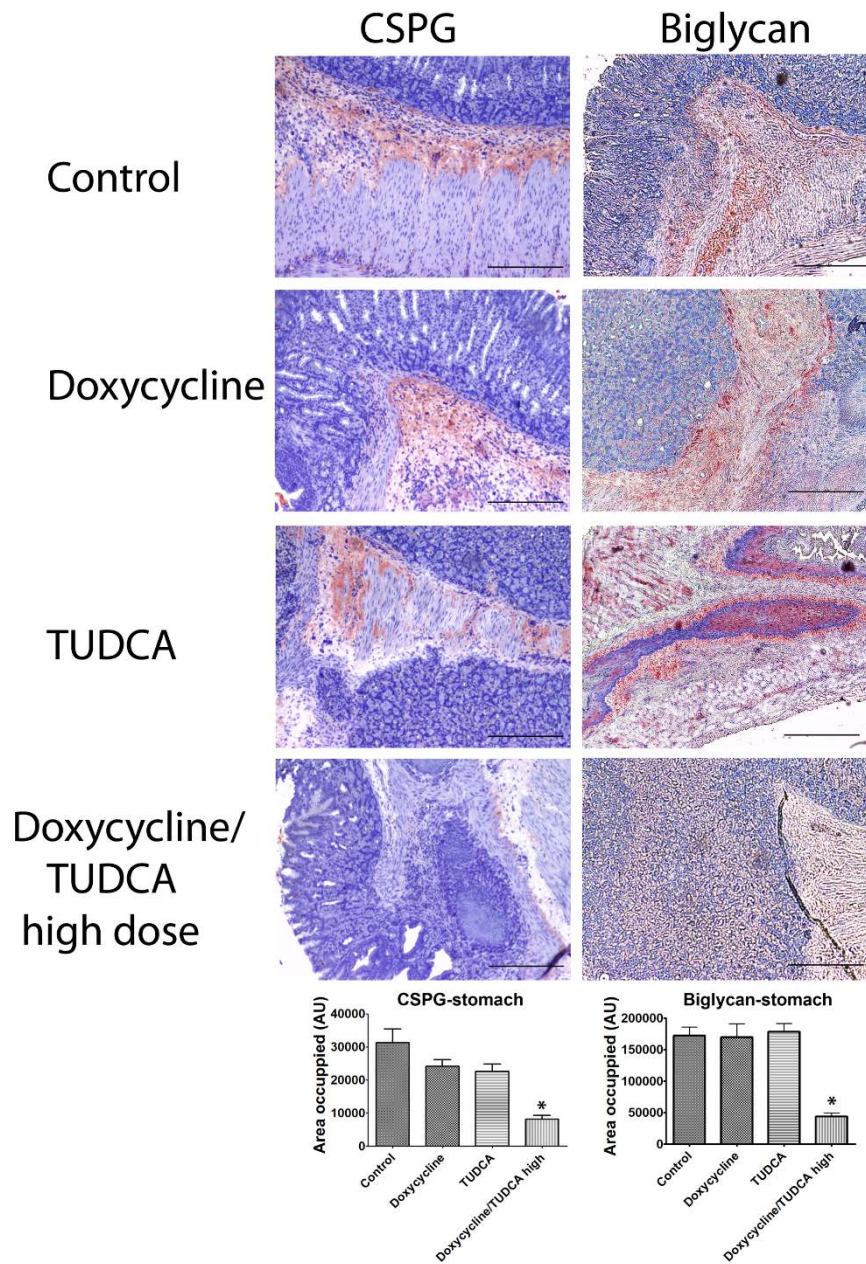 CSPG
Biglycan
Control
Doxycycline
TUDCA
Doxycycline/
TUDCA
high dose
CSPG-stomach
Area occuppied (AU)
40000
30000
20000
10000
0
*
Control
Doxycycline
TUDCA
Doxycycline/TUDCA high
Biglycan-stomach
Area occuppied (AU)
200000
150000
100000
50000
0
*
Control
Doxycycline
TUDCA
Doxycycline/TUDCA high